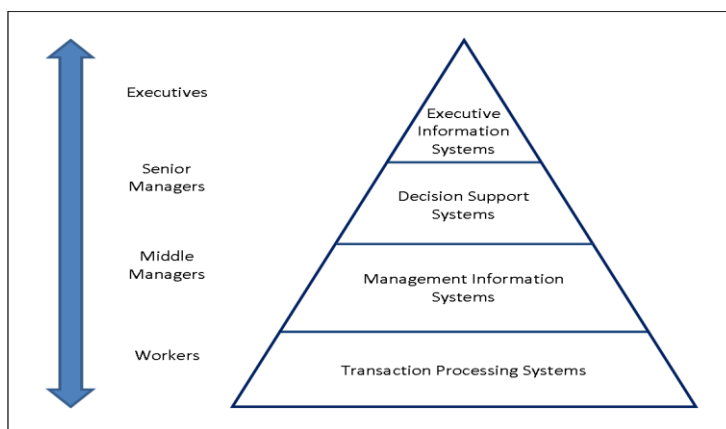 Executives
Executive
Information
Systems
Senior
Managers
Decision Support
Systems
Middle
Managers
Management Information
Systems
Workers
Transaction Processing Systems